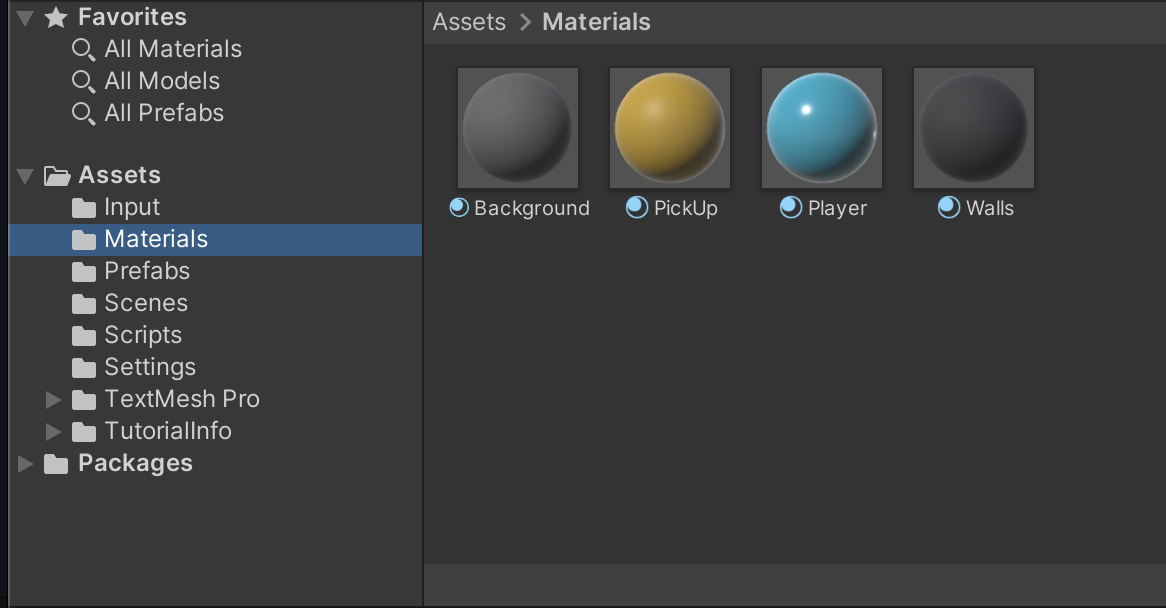 Favorites
All Materials
All Models
All Prefabs
Assets
Input
Materials
Prefabs
Scenes
Scripts
Settings
TextMesh Pro
TutorialInfo
Packages
Assets > Materials
Background PickUp Player Walls